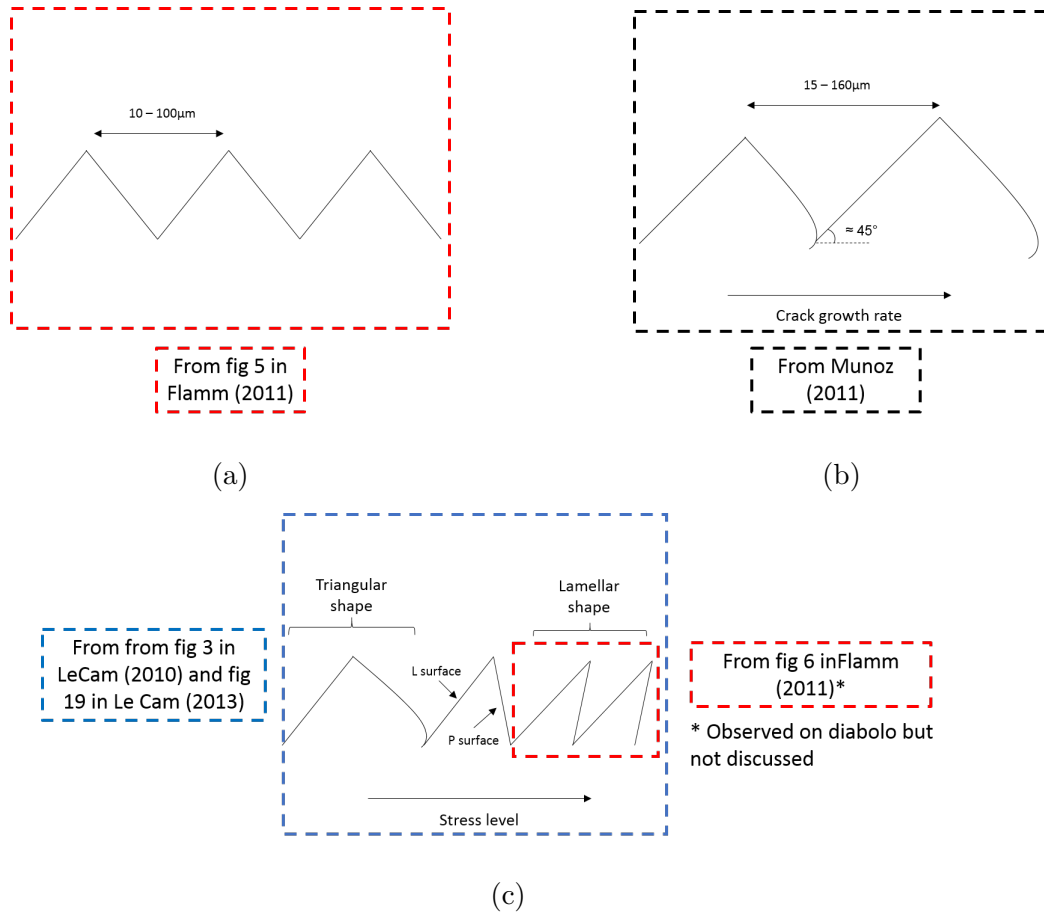 10 – 100μm
From fig 5 in
Flamm (2011)
(a)
15 – 160μm
≈ 45°
Crack growth rate
From Munoz
(2011)
(b)
From from fig 3 in
LeCam (2010) and fig
19 in Le Cam (2013)
Triangular
shape
Lamellar
shape
L surface
P surface
Stress level
From fig 6 inFlamm
(2011)*
* Observed on diabolo but
not discussed
(c)